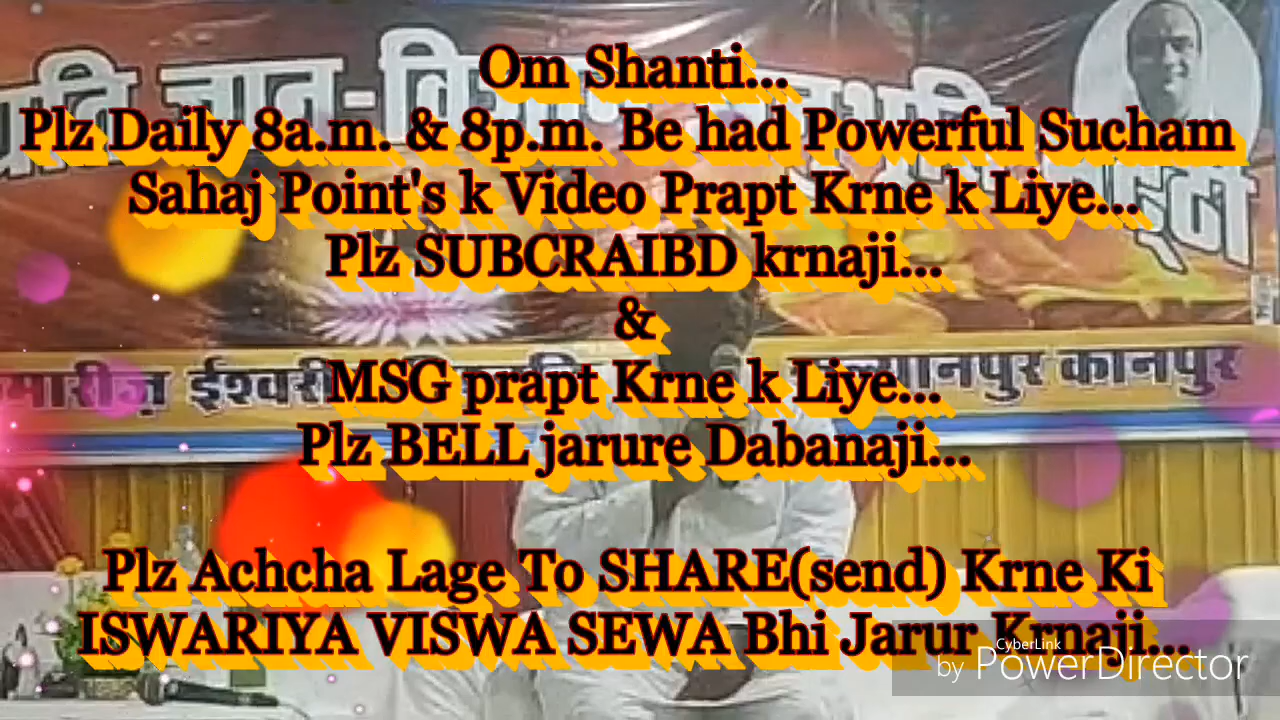 Om Shanti...
Plz Daily 8a.m. & 8p.m. Be had Powerful Sucham
Sahaj Point's k Video Prapt Krne k Liye...
Plz SUBCRAIBD krnaji...
&
MSG prapt Krne k Liye...
Plz BELL jarure Dabanaji...
Plz Achcha Lage To SHARE(send) Krne Ki
ISWARIYA VISWA SEWA Bhi Jarur Krnaji...
ज्ञान
कानपुर
CyberLink
by PowerDirector